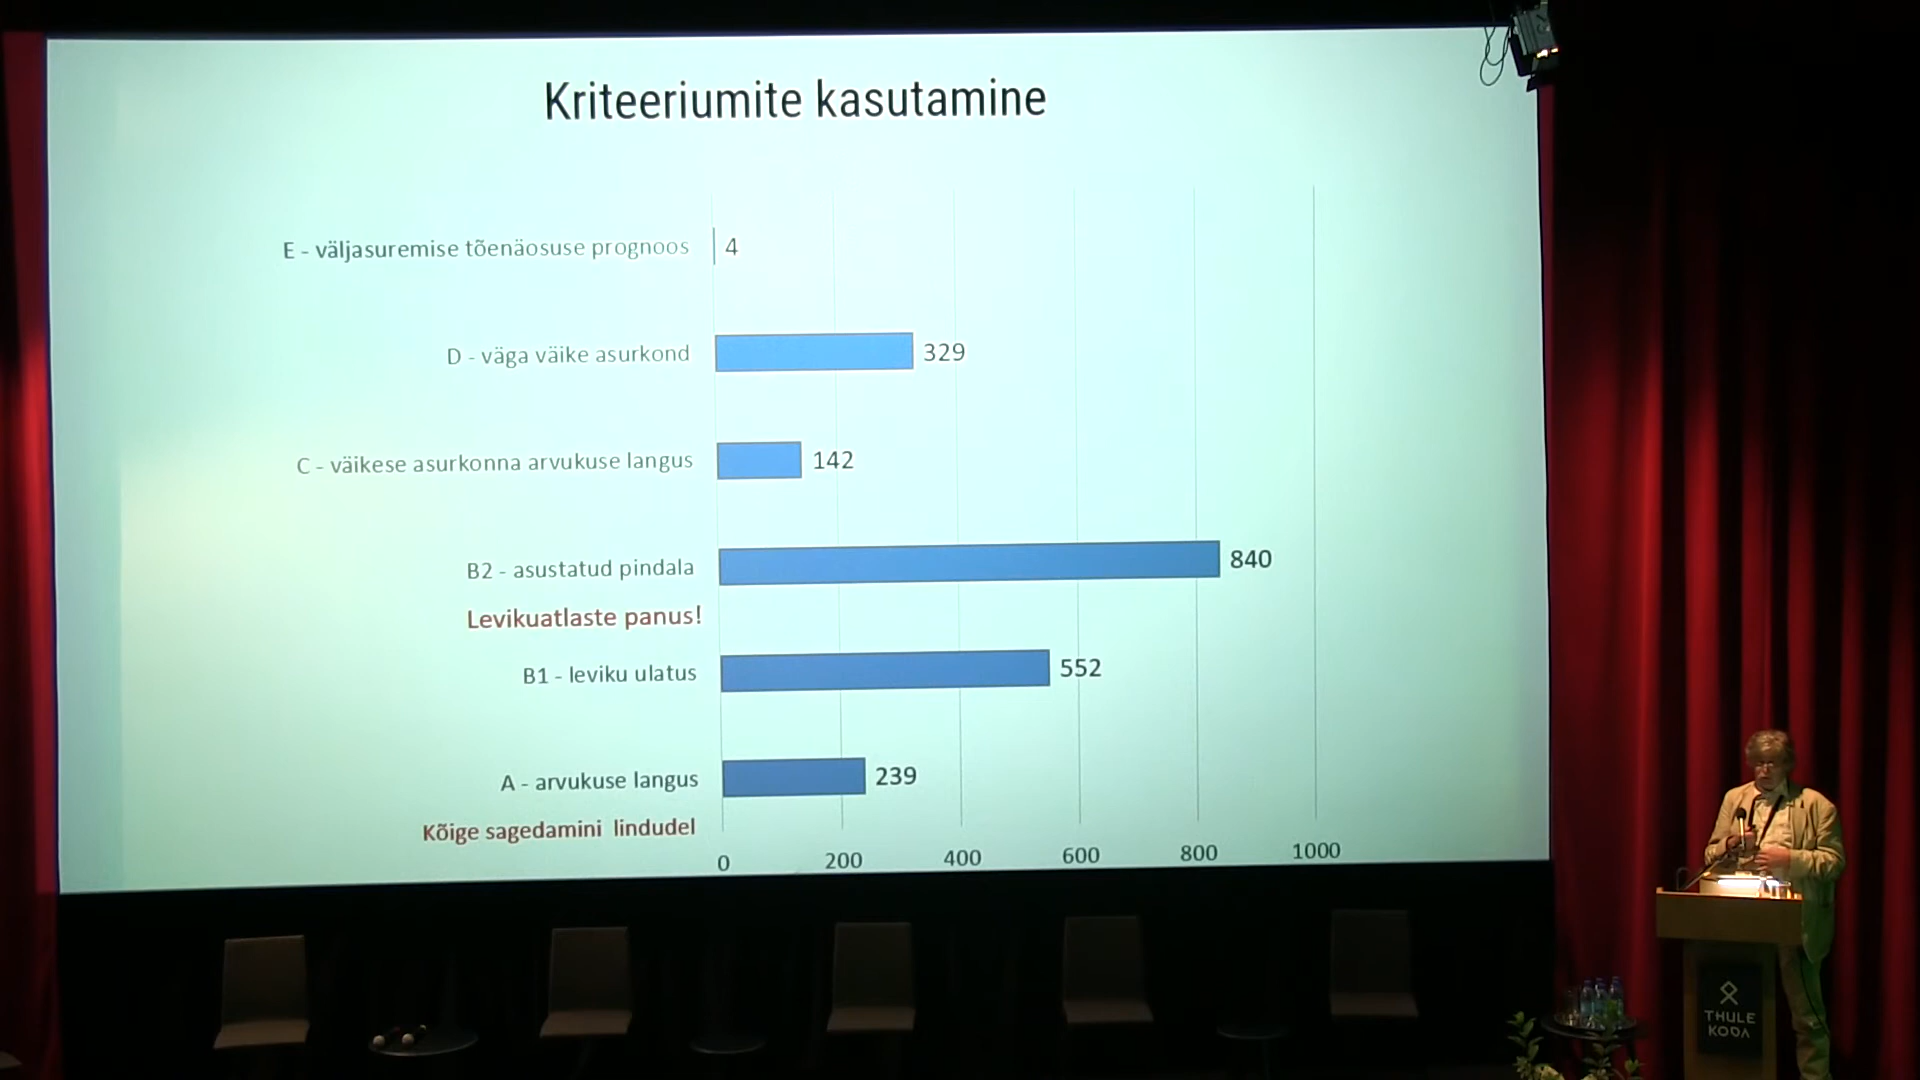 Kriteeriumite kasutamine
E - väljasuremise tõenäosuse prognoos 4
D - väga väike asurkond 329
C - väikese asurkonna arvukuse langus 142
B2 - asustatud pindala 840
Levikuatlaste panus!
B1 - leviku ulatus 552
A - arvukuse langus 239
Kõige sagedamini lindudel
0 200 400 600 800 1000
THULE
KODA